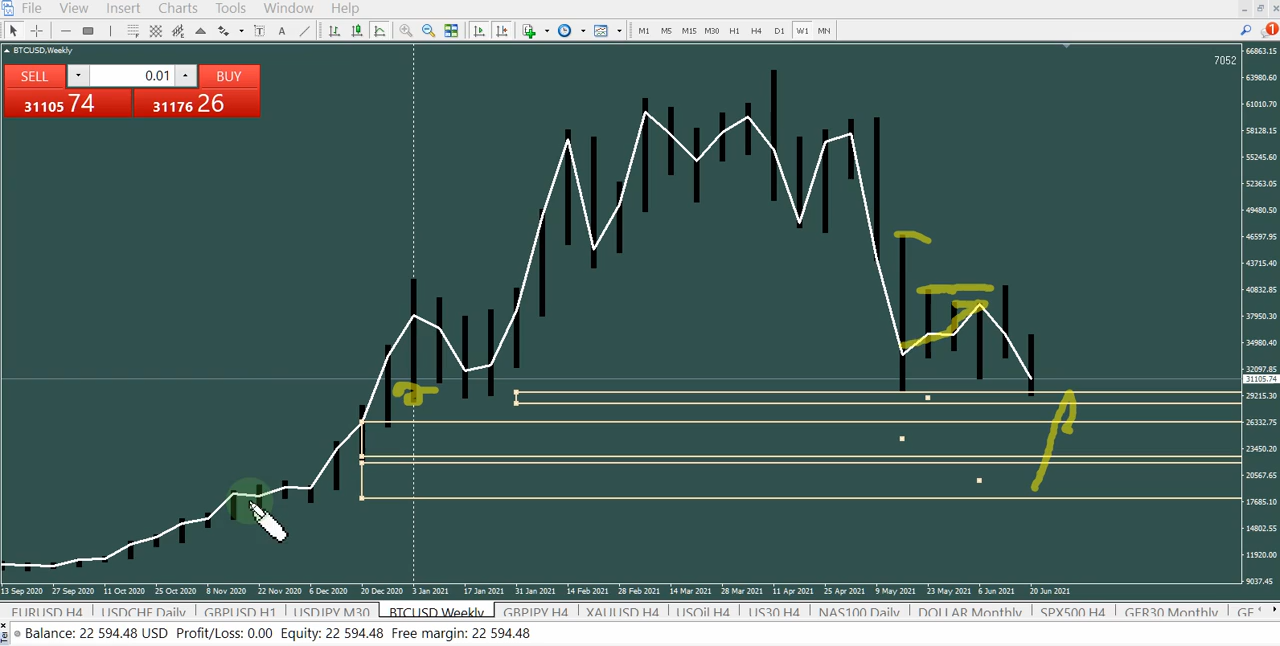 File View Insert Charts Tools Window Help
A T M1 M5 M15 M30 H1 H4 D1 W1 MN 1
BTCUSD,Weekly
7052
SELL 0.01 BUY
31105 74 31176 26
66863.15
63980.60
61010.70
58128.15
55245.60
52363.05
49480.50
46597.95
43715.40
40832.85
37950.30
34980.40
32097.85
31105.74
29215.30
26332.75
23450.20
20567.65
17685.10
14802.55
11920.00
9037.45
13 Sep 2020 27 Sep 2020 11 Oct 2020 25 Oct 2020 8 Nov 2020 22 Nov 2020 6 Dec 2020 20 Dec 2020 3 Jan 2021 17 Jan 2021 31 Jan 2021 14 Feb 2021 28 Feb 2021 14 Mar 2021 28 Mar 2021 11 Apr 2021 25 Apr 2021 9 May 2021 23 May 2021 6 Jun 2021 20 Jun 2021
EURUSD H4 USDCHF Daily GBPUSD H1 USDJPY M30 BTCUSD Weekly GBPJPY H4 XAUUSD H4 USOil H4 US30 H4 NAS100 Daily DOLLAR Monthly SPX500 H4 GER30 Monthly GE
Balance: 22 594.48 USD Profit/Loss: 0.00 Equity: 22 594.48 Free margin: 22 594.48